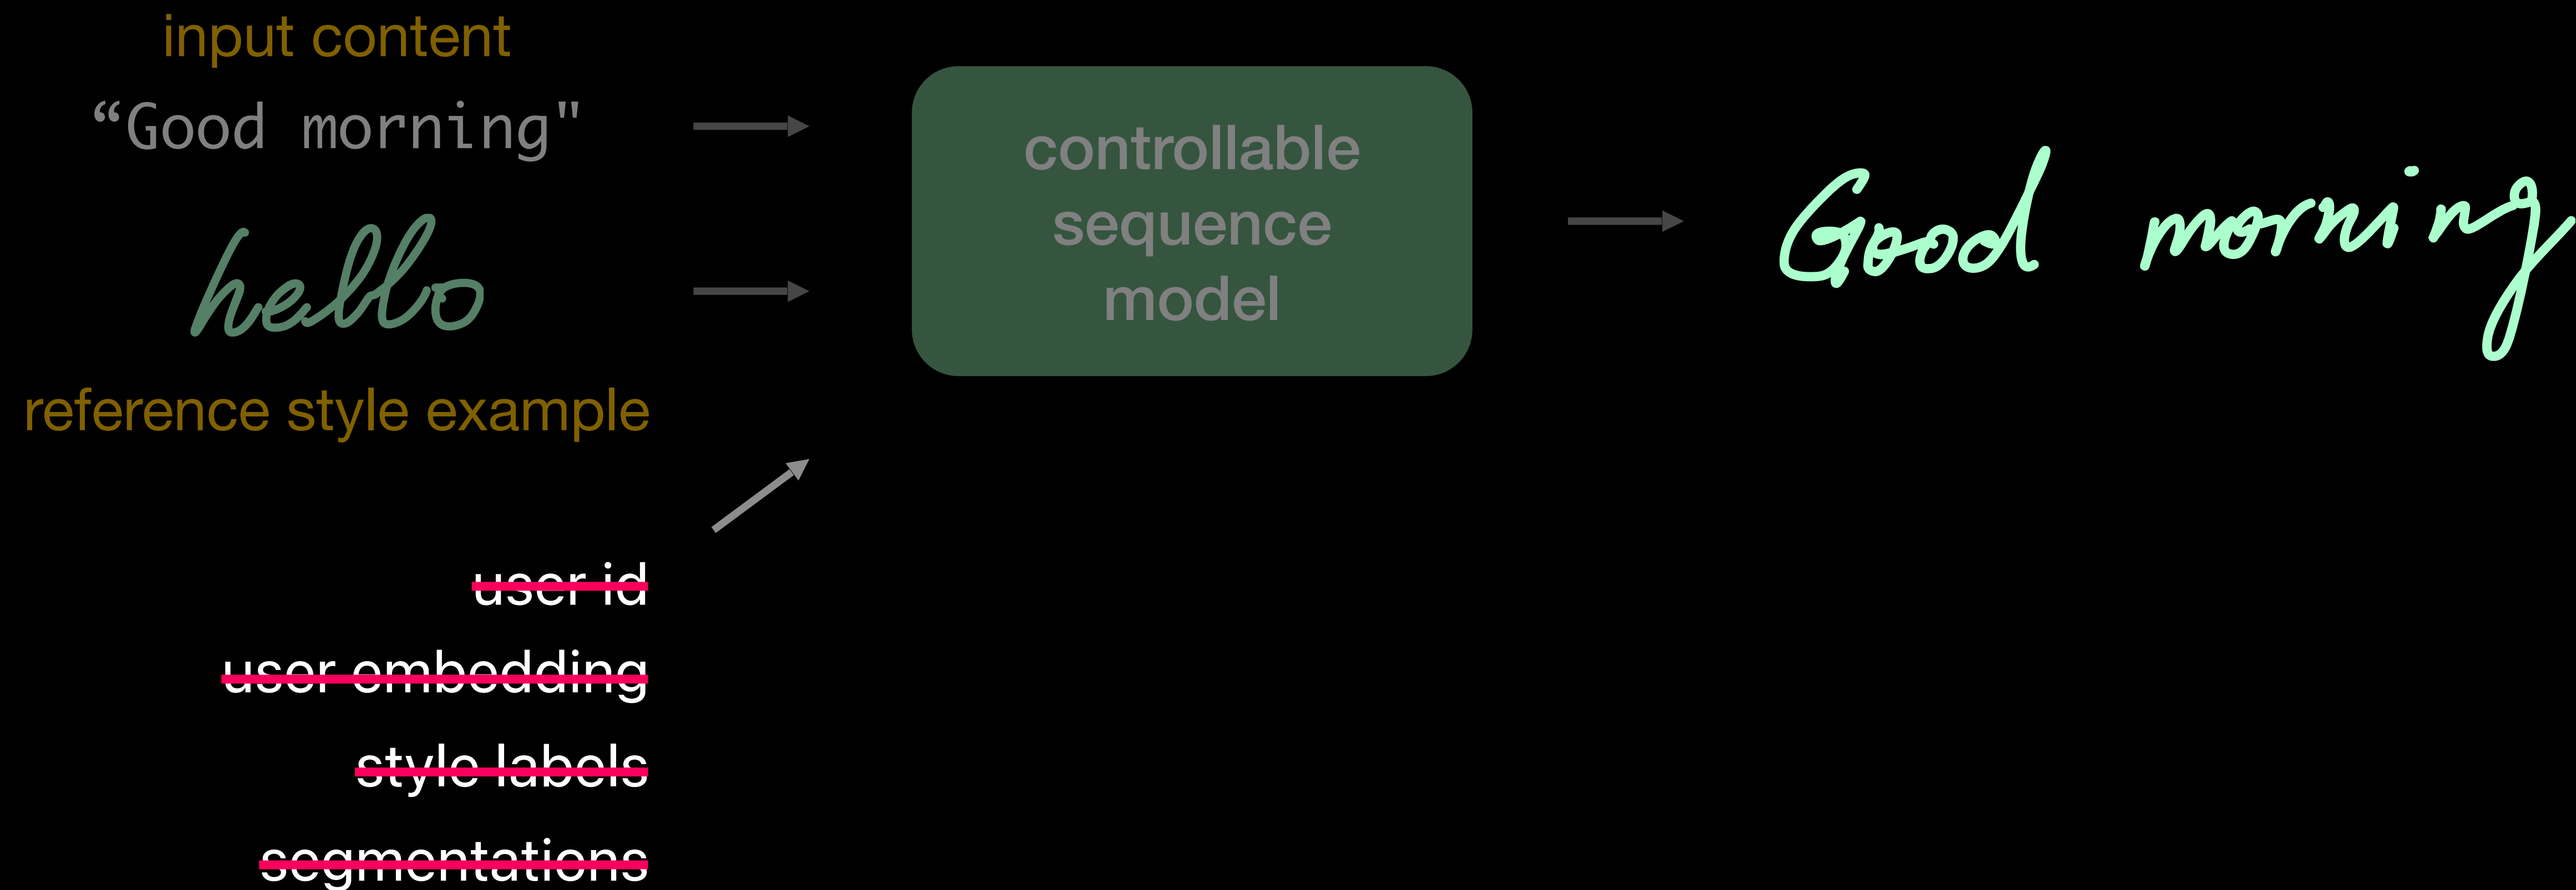 input content
“Good morning"
hello
reference style example
controllable
sequence
model
Good morning
user id
user embedding
style labels
segmentations